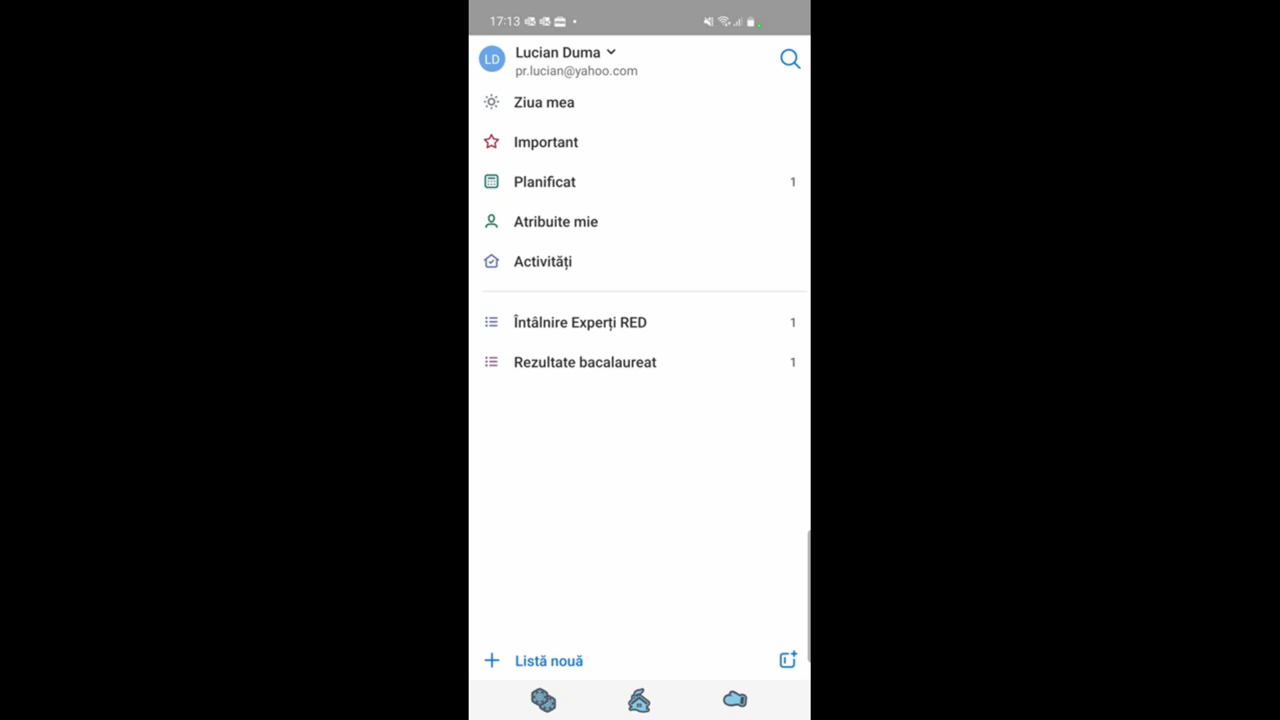 17:13
LD
Lucian Duma
pr.lucian@yahoo.com
Ziua mea
Important
Planificat 1
Atribuite mie
Activități
Întâlnire Experți RED 1
Rezultate bacalaureat 1
Listă nouă